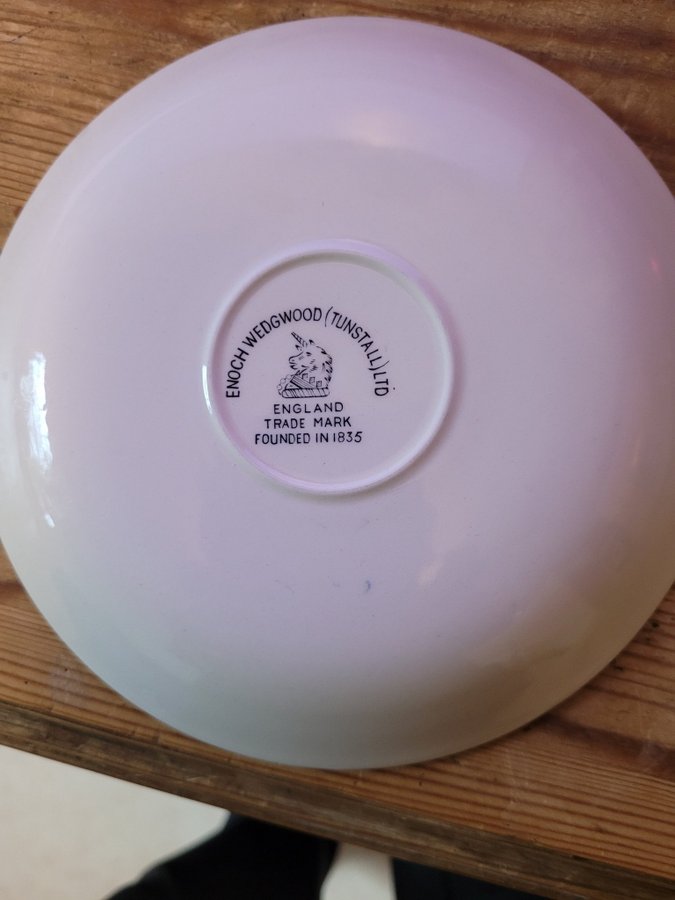 ENOCH WEDGWOOD (TUNSTALL) LTD
ENGLAND
TRADE MARK
FOUNDED IN 1835